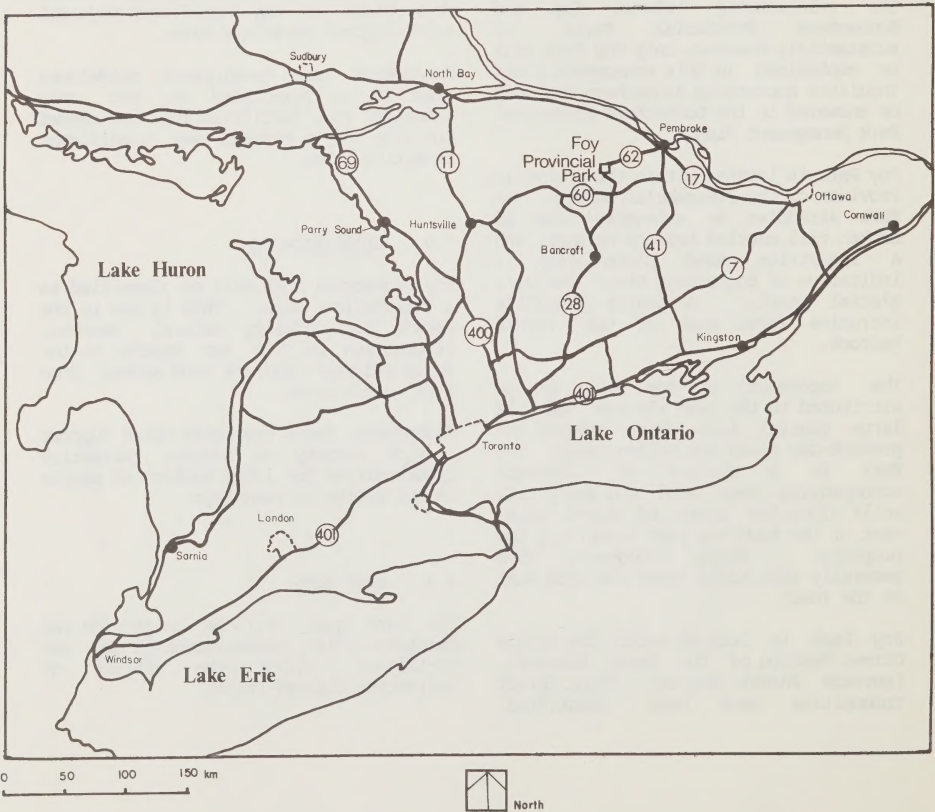 Sudbury
North Bay
Pembroke
Foy
Provincial
Park
62
69
11
17
60
Ottawa
Cornwall
Parry Sound
Huntsville
41
Bancroft
7
Lake Huron
28
400
Kingston
401
Toronto
Lake Ontario
London
401
Sarnia
Windsor
Lake Erie
0 50 100 150 km
North